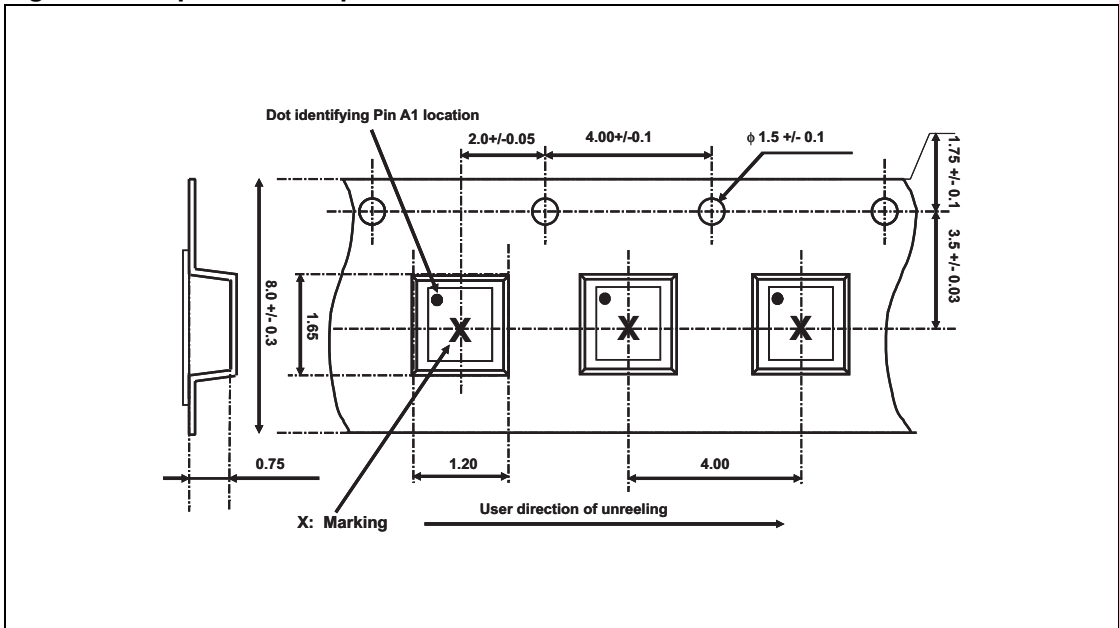 Dot identifying Pin A1 location
2.0+/-0.05
4.00+/-0.1
ϕ 1.5 +/- 0.1
1.75 +/- 0.1
3.5 +/- 0.03
8.0 +/- 0.3
1.65
X
X
X
0.75
1.20
4.00
X: Marking
User direction of unreeling